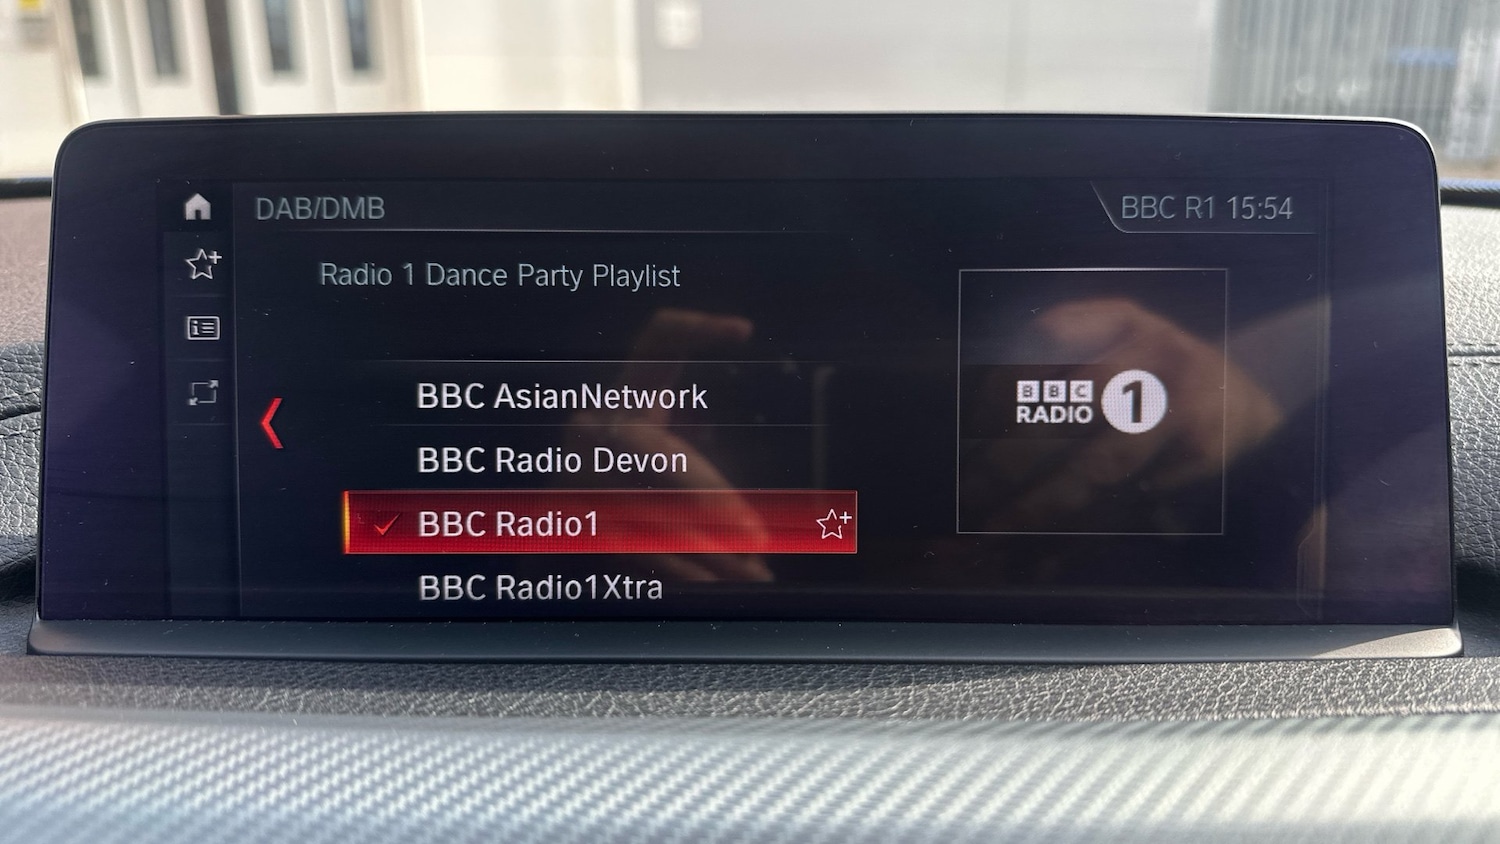 DAB/DMB
BBC R1 15:54
Radio 1 Dance Party Playlist
BBC AsianNetwork
BBC Radio Devon
BBC Radio1
BBC Radio1Xtra
BBC
RADIO 1